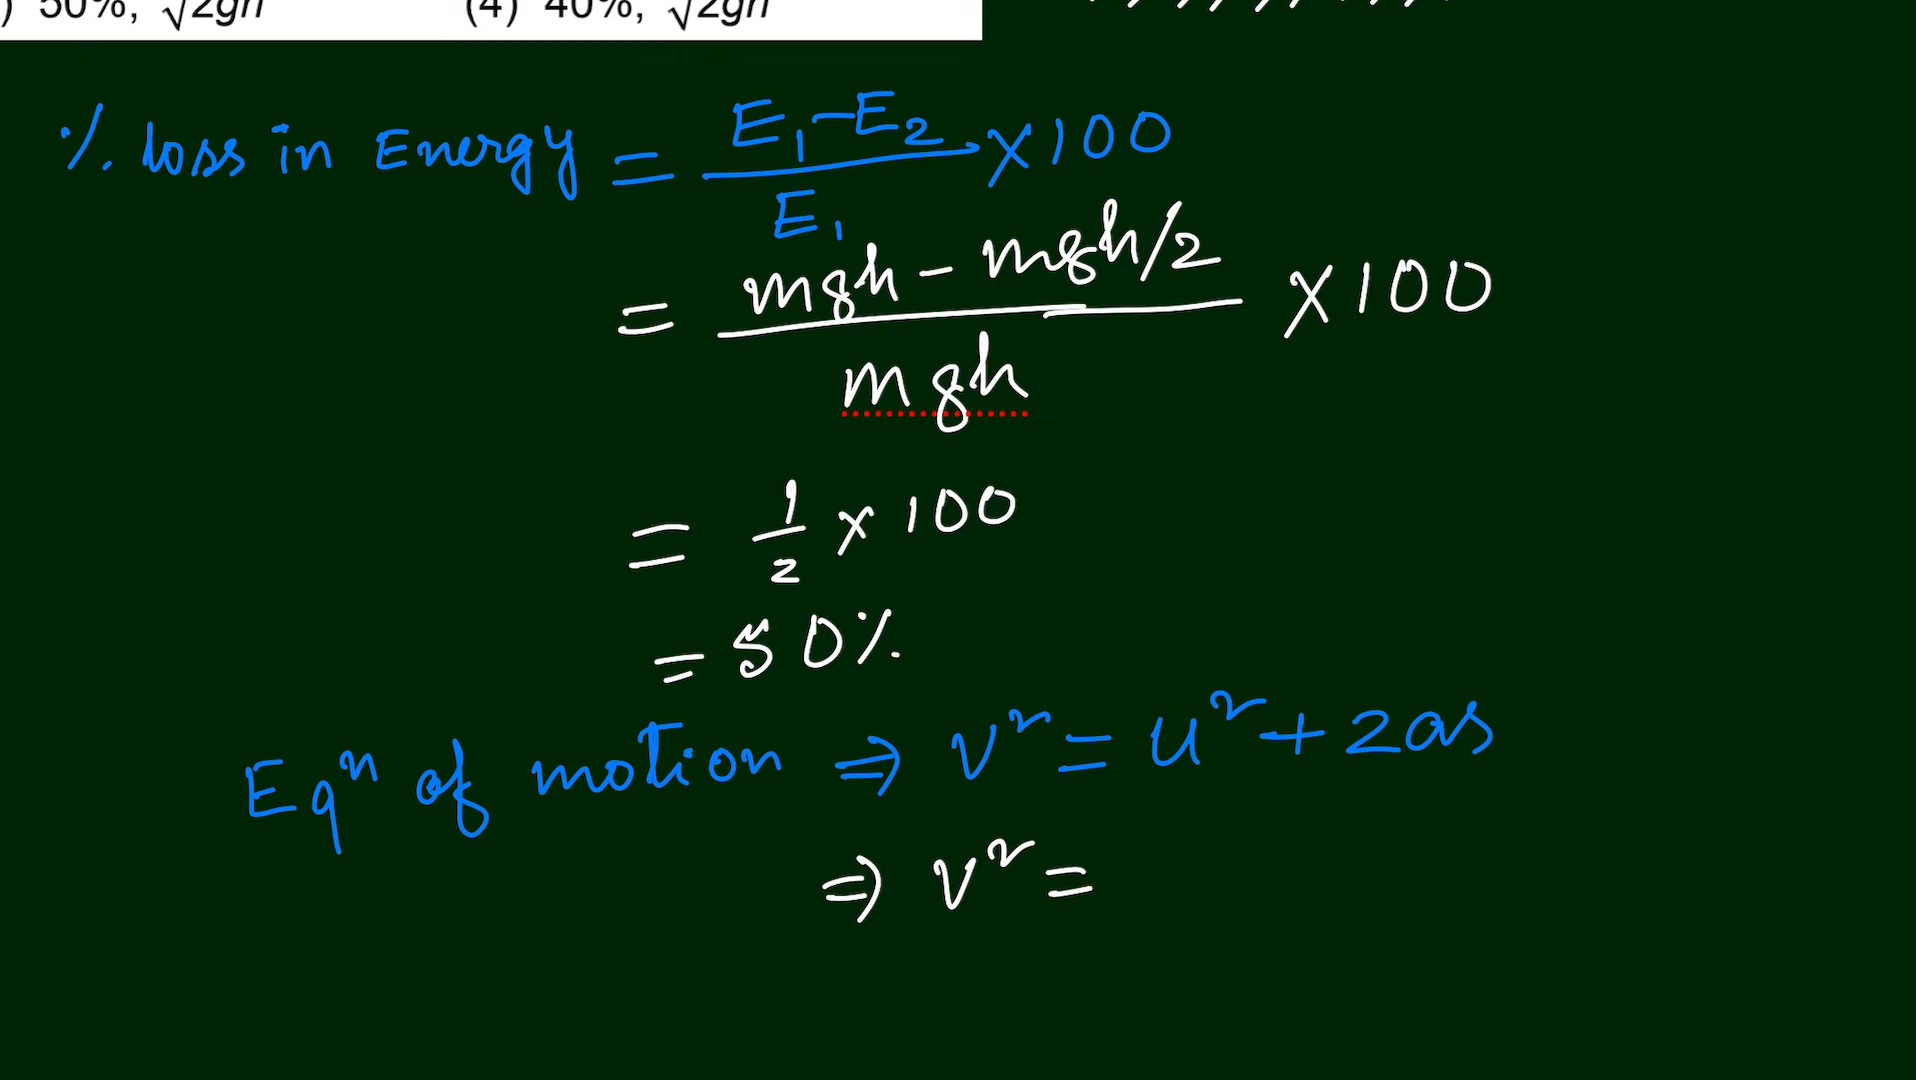 ) 50%, √2gh (4) 40%, √2gh
% loss in Energy = E₁-E₂ / E₁ × 100
= mgh - mgh/2 / mgh × 100
= 1/2 × 100
= 50%
Eqⁿ of motion ⇒ v² = u² + 2as
⇒ v² =